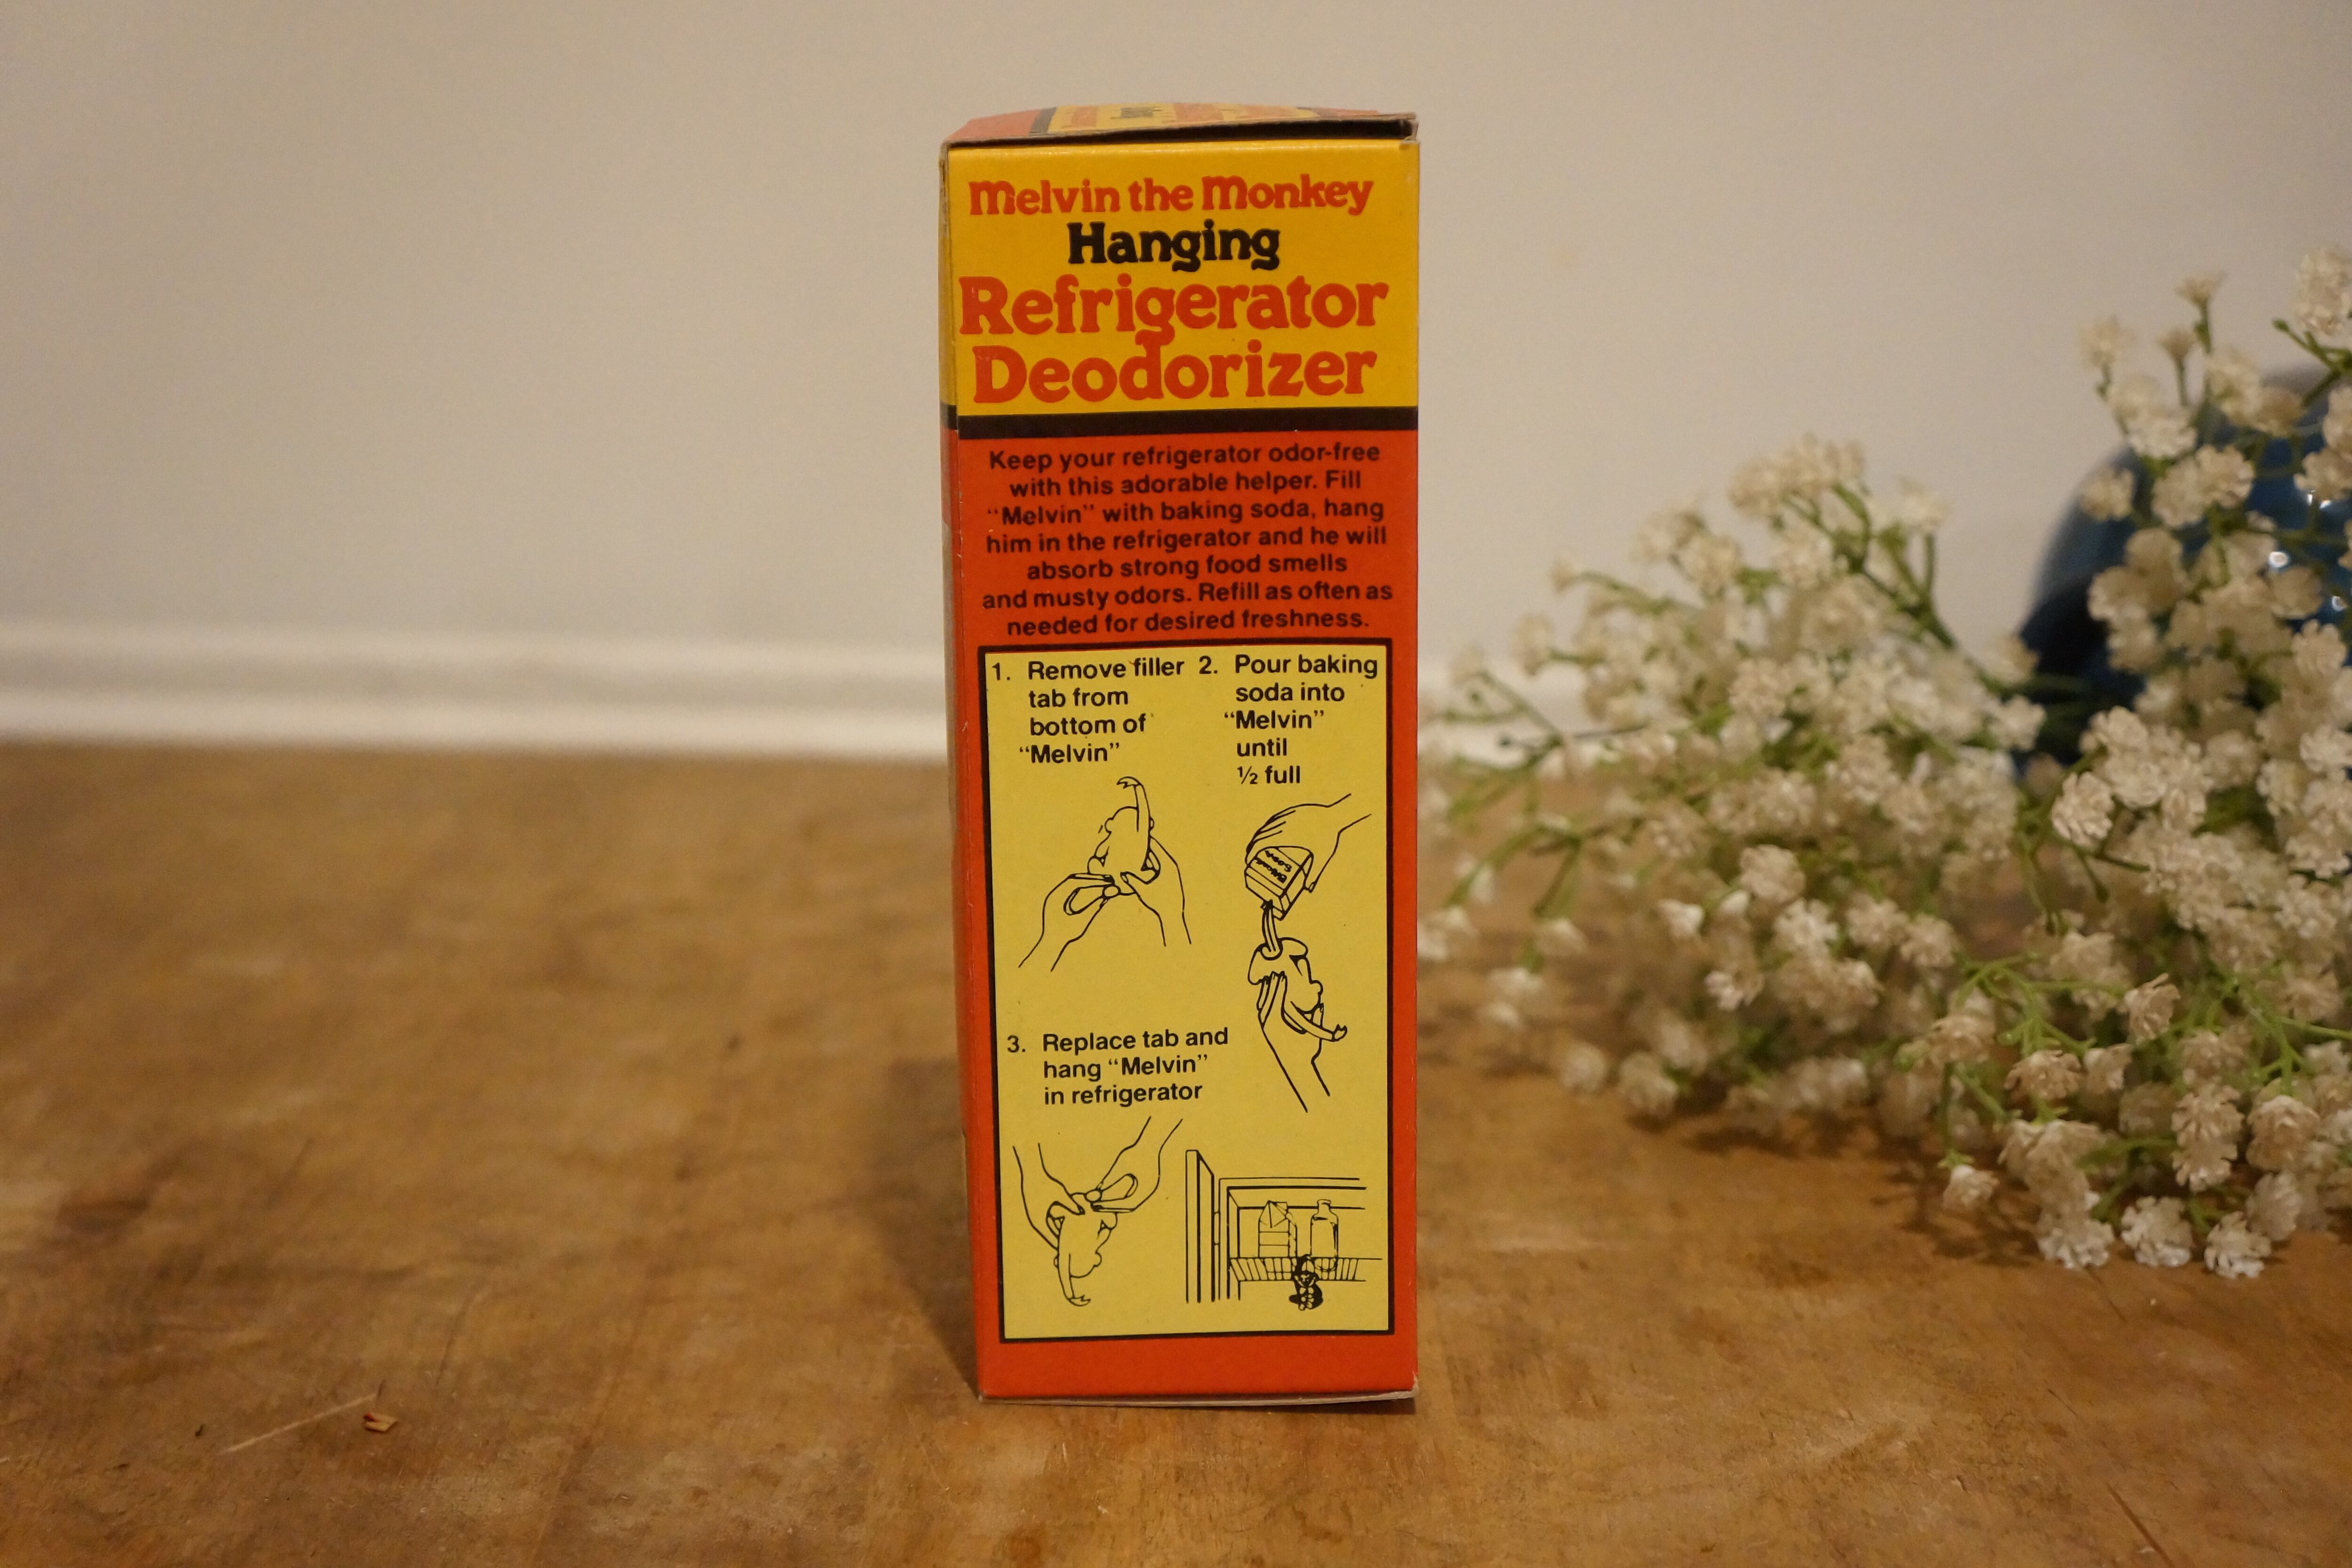 Melvin the Monkey
Hanging
Refrigerator
Deodorizer
Keep your refrigerator odor-free
with this adorable helper. Fill
“Melvin” with baking soda, hang
him in the refrigerator and he will
absorb strong food smells
and musty odors. Refill as often as
needed for desired freshness.
1. Remove filler
tab from
bottom of
“Melvin”
2. Pour baking
soda into
“Melvin”
until
½ full
3. Replace tab and
hang “Melvin”
in refrigerator